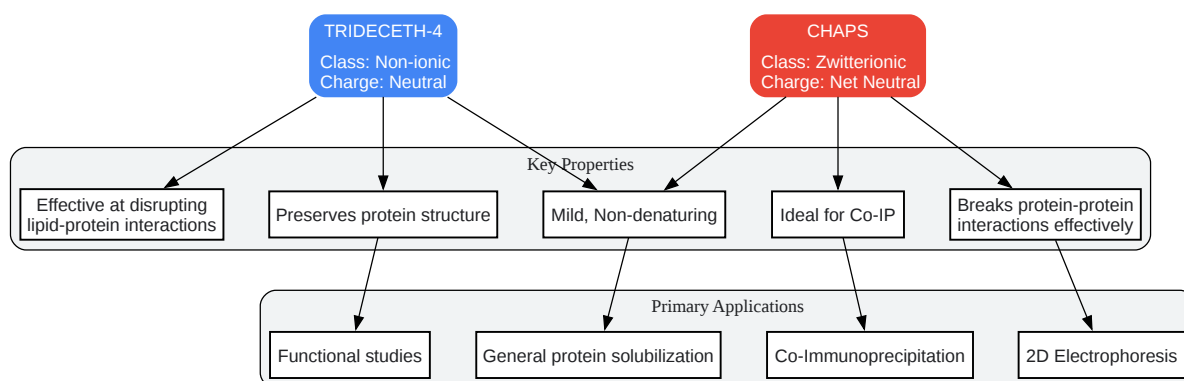 TRIDECETH-4
Class: Non-ionic
Charge: Neutral
CHAPS
Class: Zwitterionic
Charge: Net Neutral
Key Properties
Effective at disrupting
lipid-protein interactions
Preserves protein structure
Mild, Non-denaturing
Ideal for Co-IP
Breaks protein-protein
interactions effectively
Primary Applications
Functional studies
General protein solubilization
Co-Immunoprecipitation
2D Electrophoresis